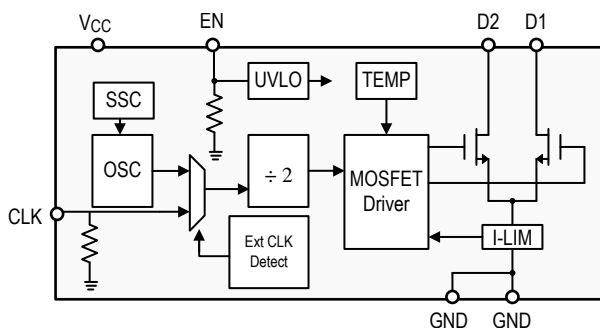 VCC
EN
D2
D1
SSC
UVLO
TEMP
OSC
÷ 2
MOSFET
Driver
CLK
Ext CLK
Detect
I-LIM
GND
GND